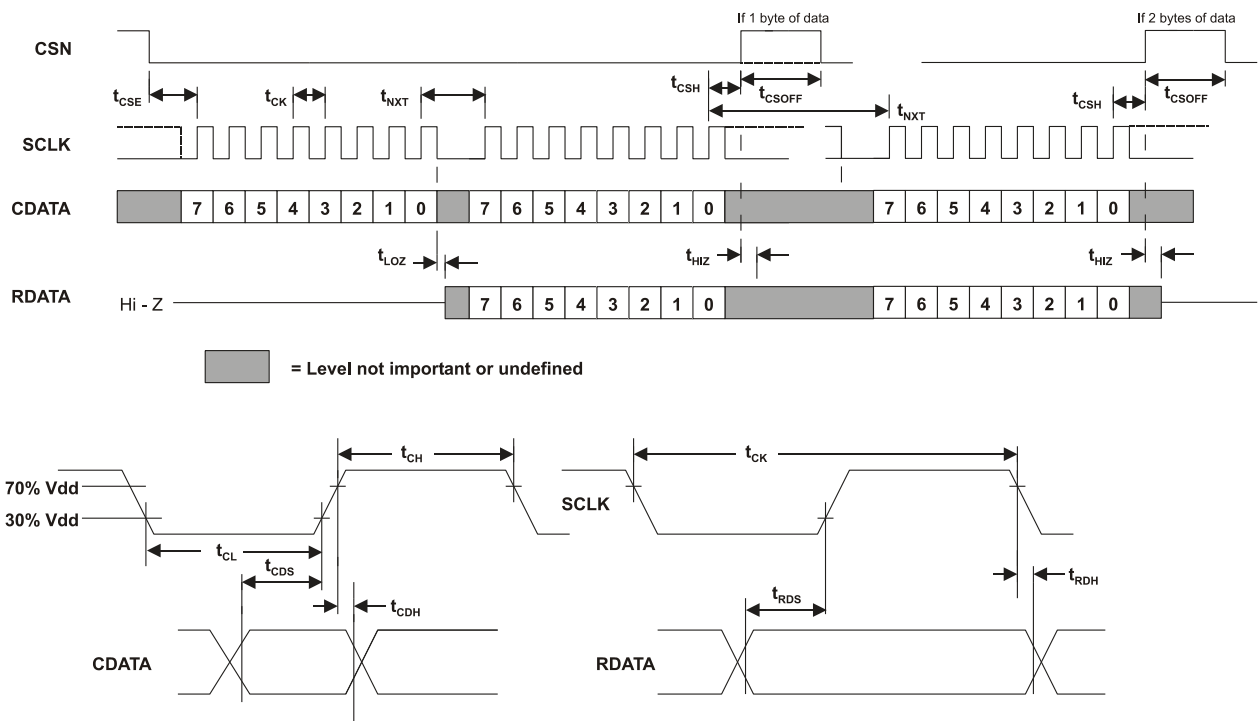 If 1 byte of data
If 2 bytes of data
CSN
tCSE
tCK
tNXT
tCSH
tCSOFF
tNXT
tCSH
tCSOFF
SCLK
CDATA
7 6 5 4 3 2 1 0
7 6 5 4 3 2 1 0
7 6 5 4 3 2 1 0
tLOZ
tHIZ
tHIZ
RDATA
Hi - Z
7 6 5 4 3 2 1 0
7 6 5 4 3 2 1 0
= Level not important or undefined
tCH
tCK
70% Vdd
30% Vdd
SCLK
tCL
tCDS
tCDH
tRDS
tRDH
CDATA
RDATA